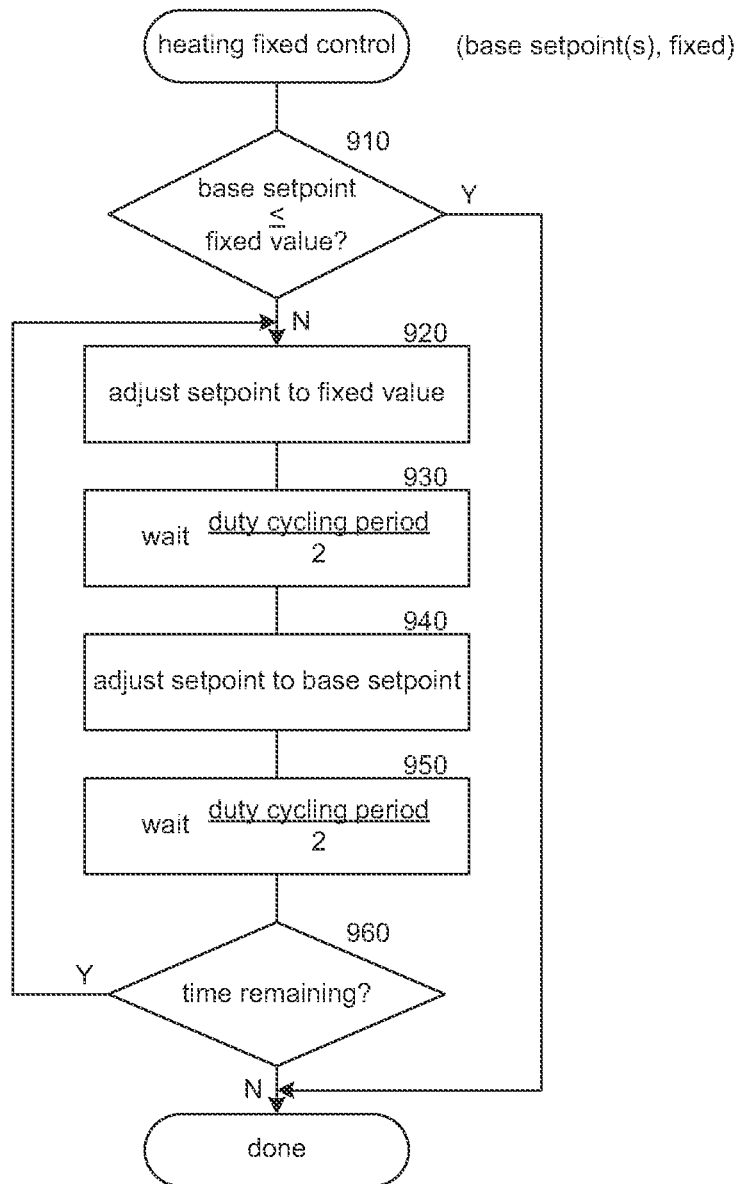 heating fixed control
(base setpoint(s), fixed)
910
base setpoint
≤
fixed value?
Y
N
920
adjust setpoint to fixed value
930
wait duty cycling period
2
940
adjust setpoint to base setpoint
950
wait duty cycling period
2
960
time remaining?
Y
N
done